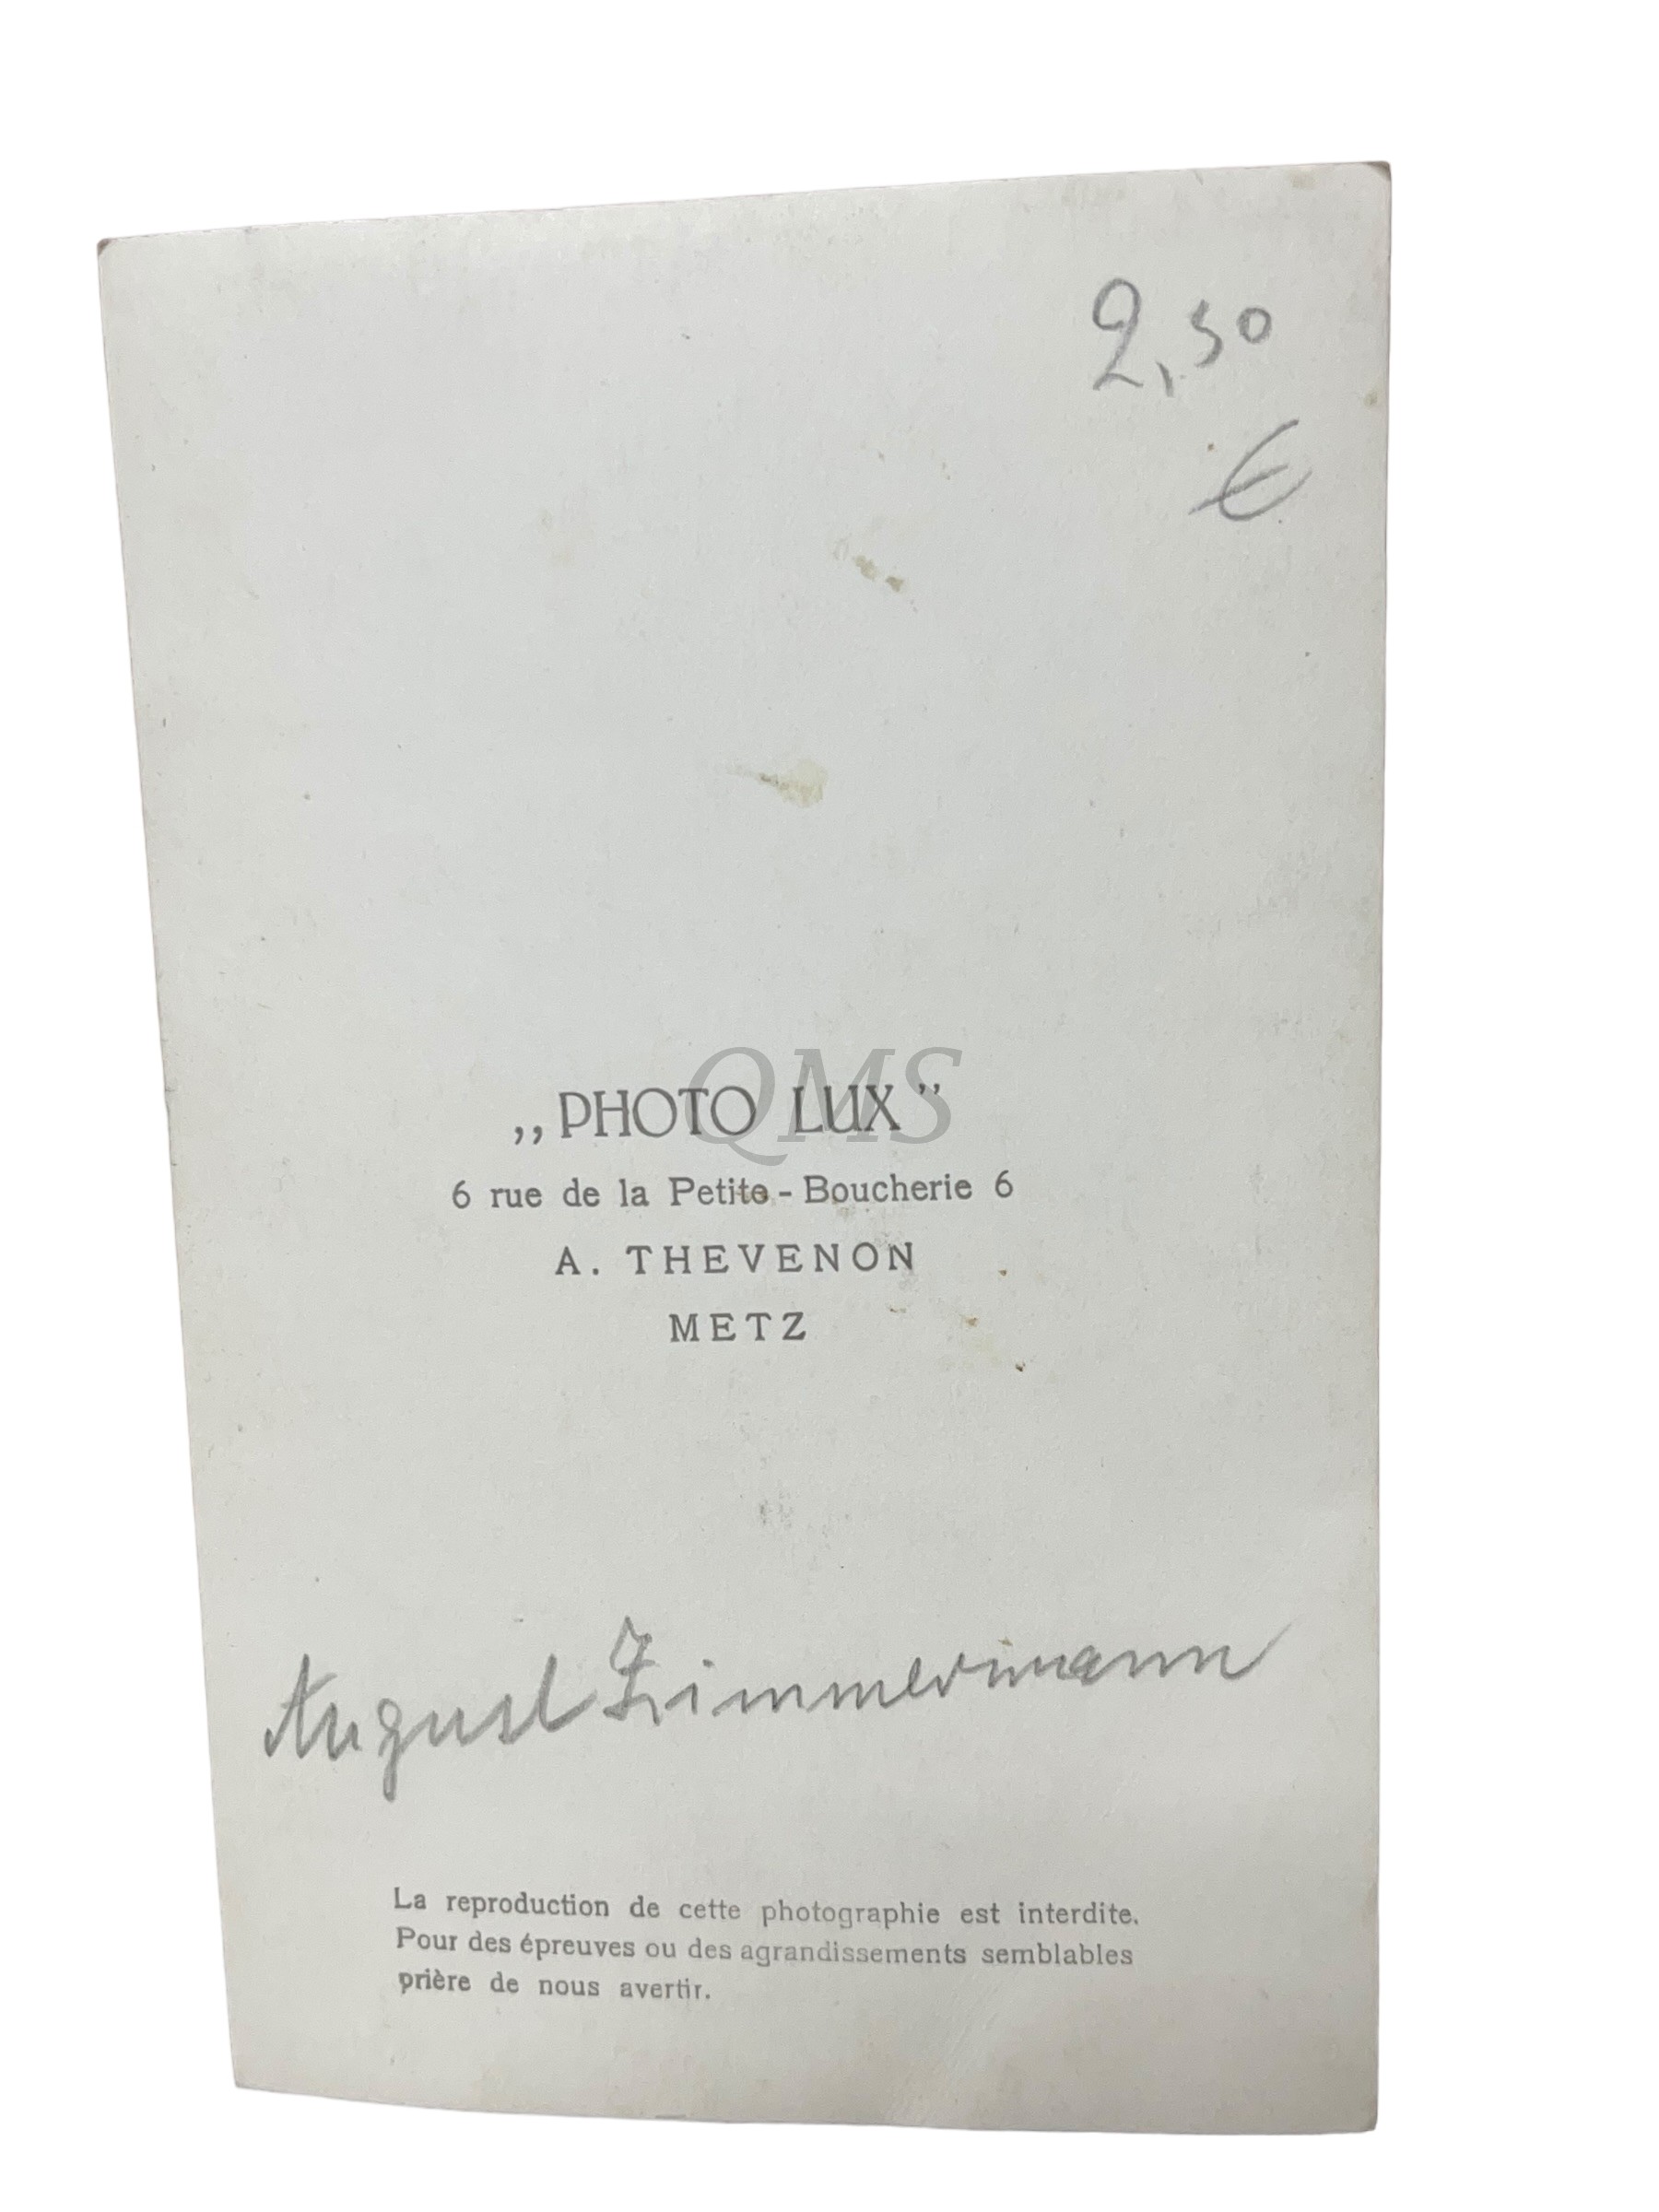 2,50
€
„PHOTO LUX”
QMS
6 rue de la Petite-Boucherie 6
A. THEVENON
METZ
August Zimmermann
La reproduction de cette photographie est interdite.
Pour des épreuves ou des agrandissements semblables
prière de nous avertir.